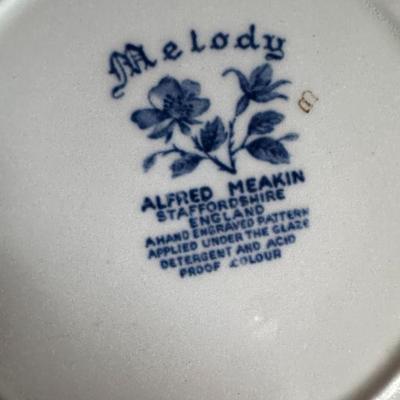 Melody
ALFRED MEAKIN
STAFFORDSHIRE
ENGLAND
A HAND ENGRAVED PATTERN
APPLIED UNDER THE GLAZE
DETERGENT AND ACID
PROOF COLOUR